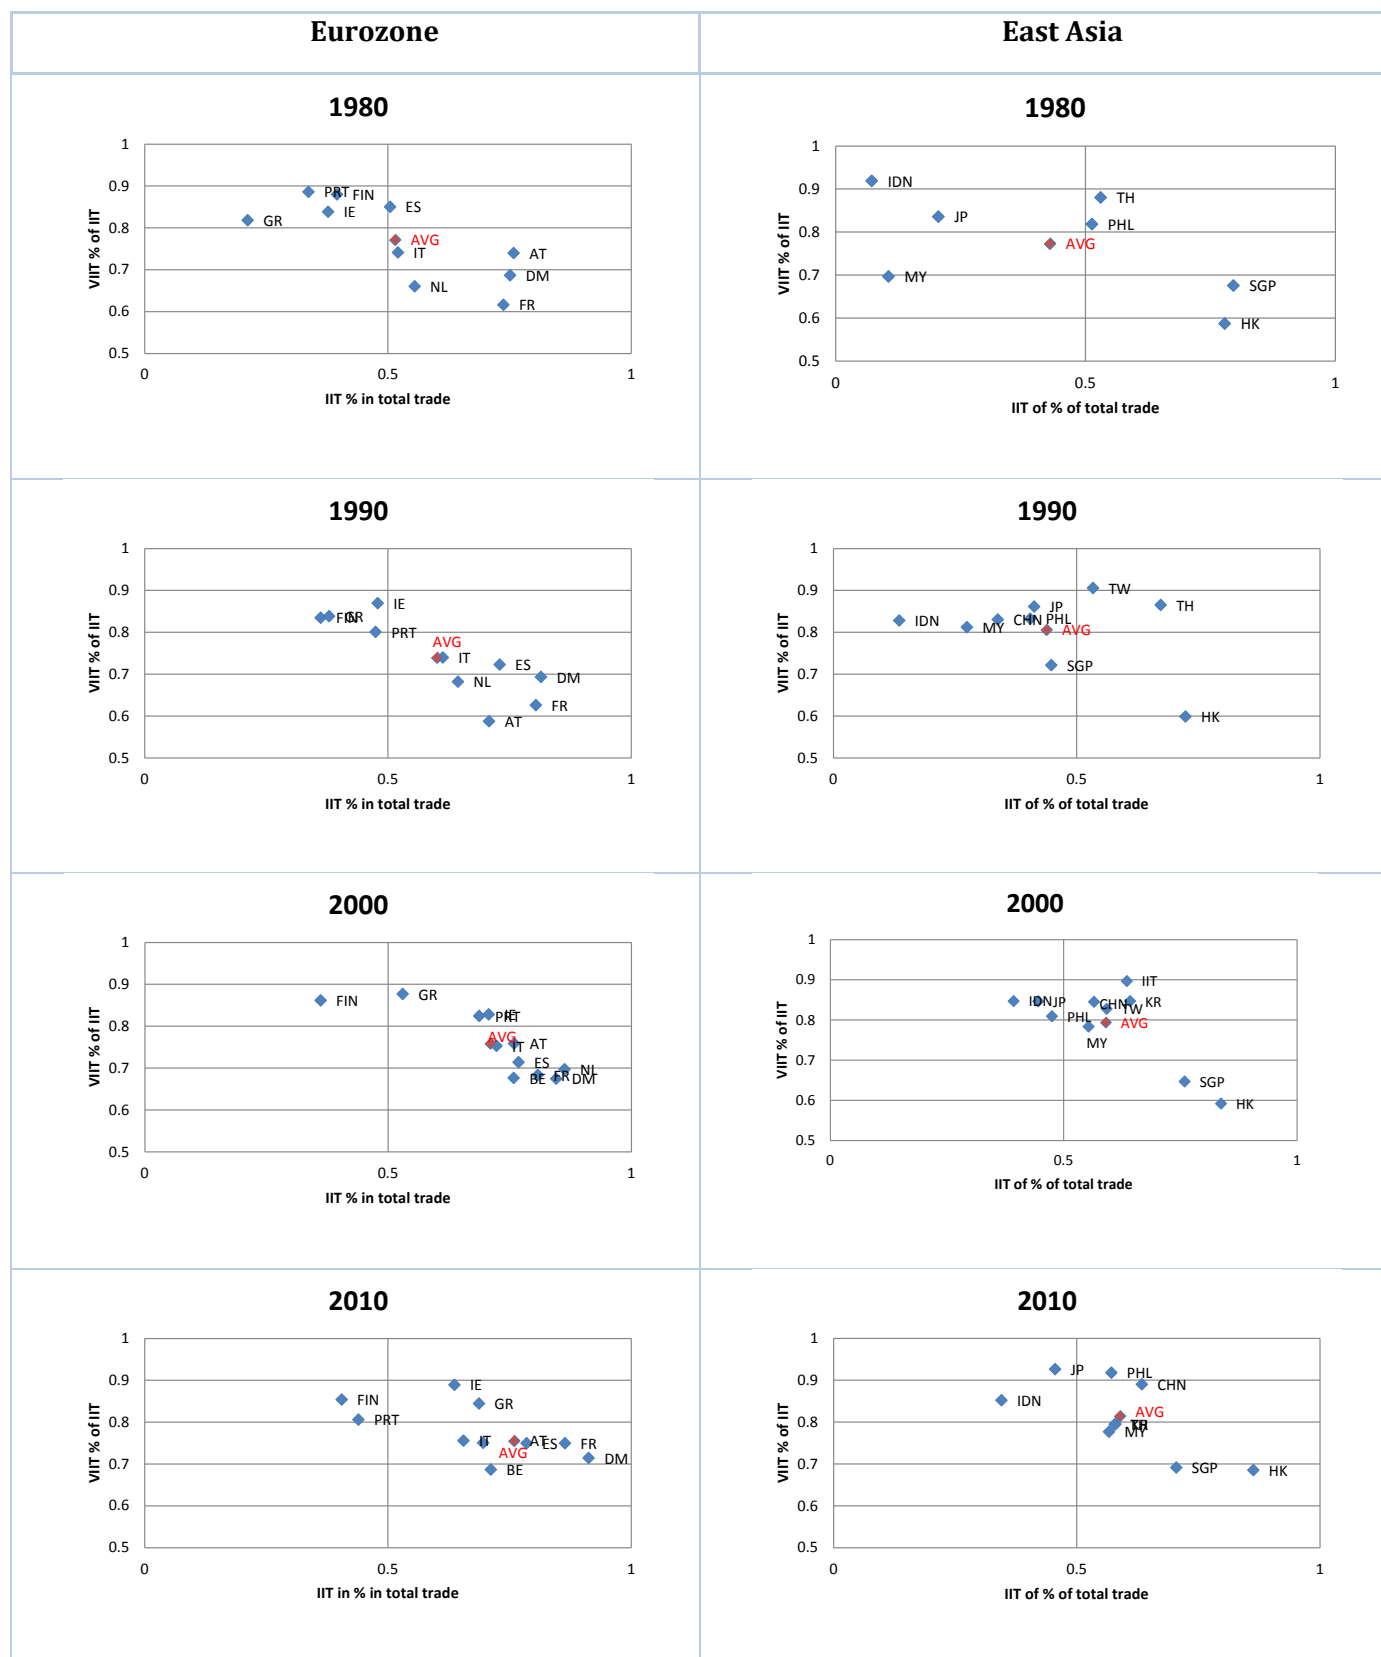 Eurozone
East Asia
1980
1
0.9
0.8
0.7
0.6
0.5
VIIT % of IIT
PRT FIN
IE
GR
ES
AVG
IT
AT
DM
NL
FR
0 0.5 1
IIT % in total trade
1980
1
0.9
0.8
0.7
0.6
0.5
VIIT % of IIT
IDN
TH
JP
PHL
AVG
MY
SGP
HK
0 0.5 1
IIT of % of total trade
1990
1
0.9
0.8
0.7
0.6
0.5
VIIT % of IIT
IE
FIN GR
PRT
AVG
IT
ES
NL
DM
FR
AT
0 0.5 1
IIT % in total trade
1990
1
0.9
0.8
0.7
0.6
0.5
VIIT % of IIT
TW
JP
TH
IDN
MY
CHN PHL
AVG
SGP
HK
0 0.5 1
IIT of % of total trade
2000
1
0.9
0.8
0.7
0.6
0.5
VIIT % of IIT
FIN
GR
PRT IE
AVG
IT AT
ES
BE FR NL
DM
0 0.5 1
IIT % in total trade
2000
1
0.9
0.8
0.7
0.6
0.5
VIIT % of IIT
IIT
IDN JP
CHN KR
PHL
TW
AVG
MY
SGP
HK
0 0.5 1
IIT of % of total trade
2010
1
0.9
0.8
0.7
0.6
0.5
VIIT % of IIT
IE
FIN
GR
PRT
IT AT ES FR
AVG
DM
BE
0 0.5 1
IIT in % in total trade
2010
1
0.9
0.8
0.7
0.6
0.5
VIIT % of IIT
JP
PHL
CHN
IDN
AVG
MY
SGP
HK
0 0.5 1
IIT of % of total trade